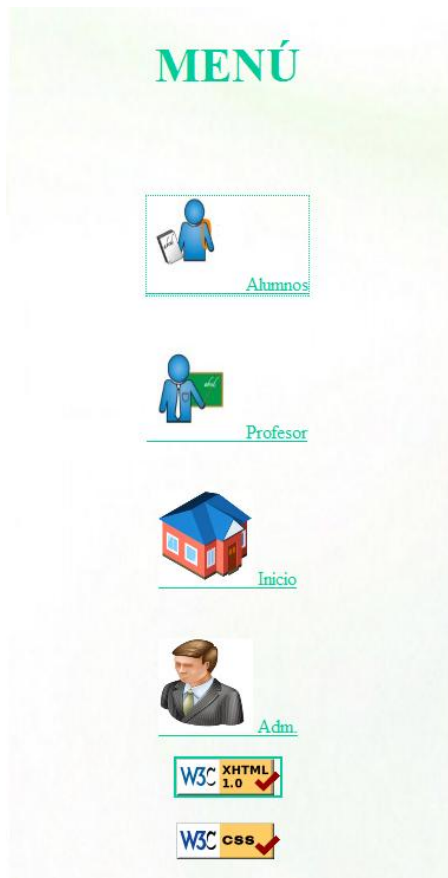 MENÚ
Alumnos
Profesor
Inicio
Adm.
W3C XHTML
1.0
W3C css